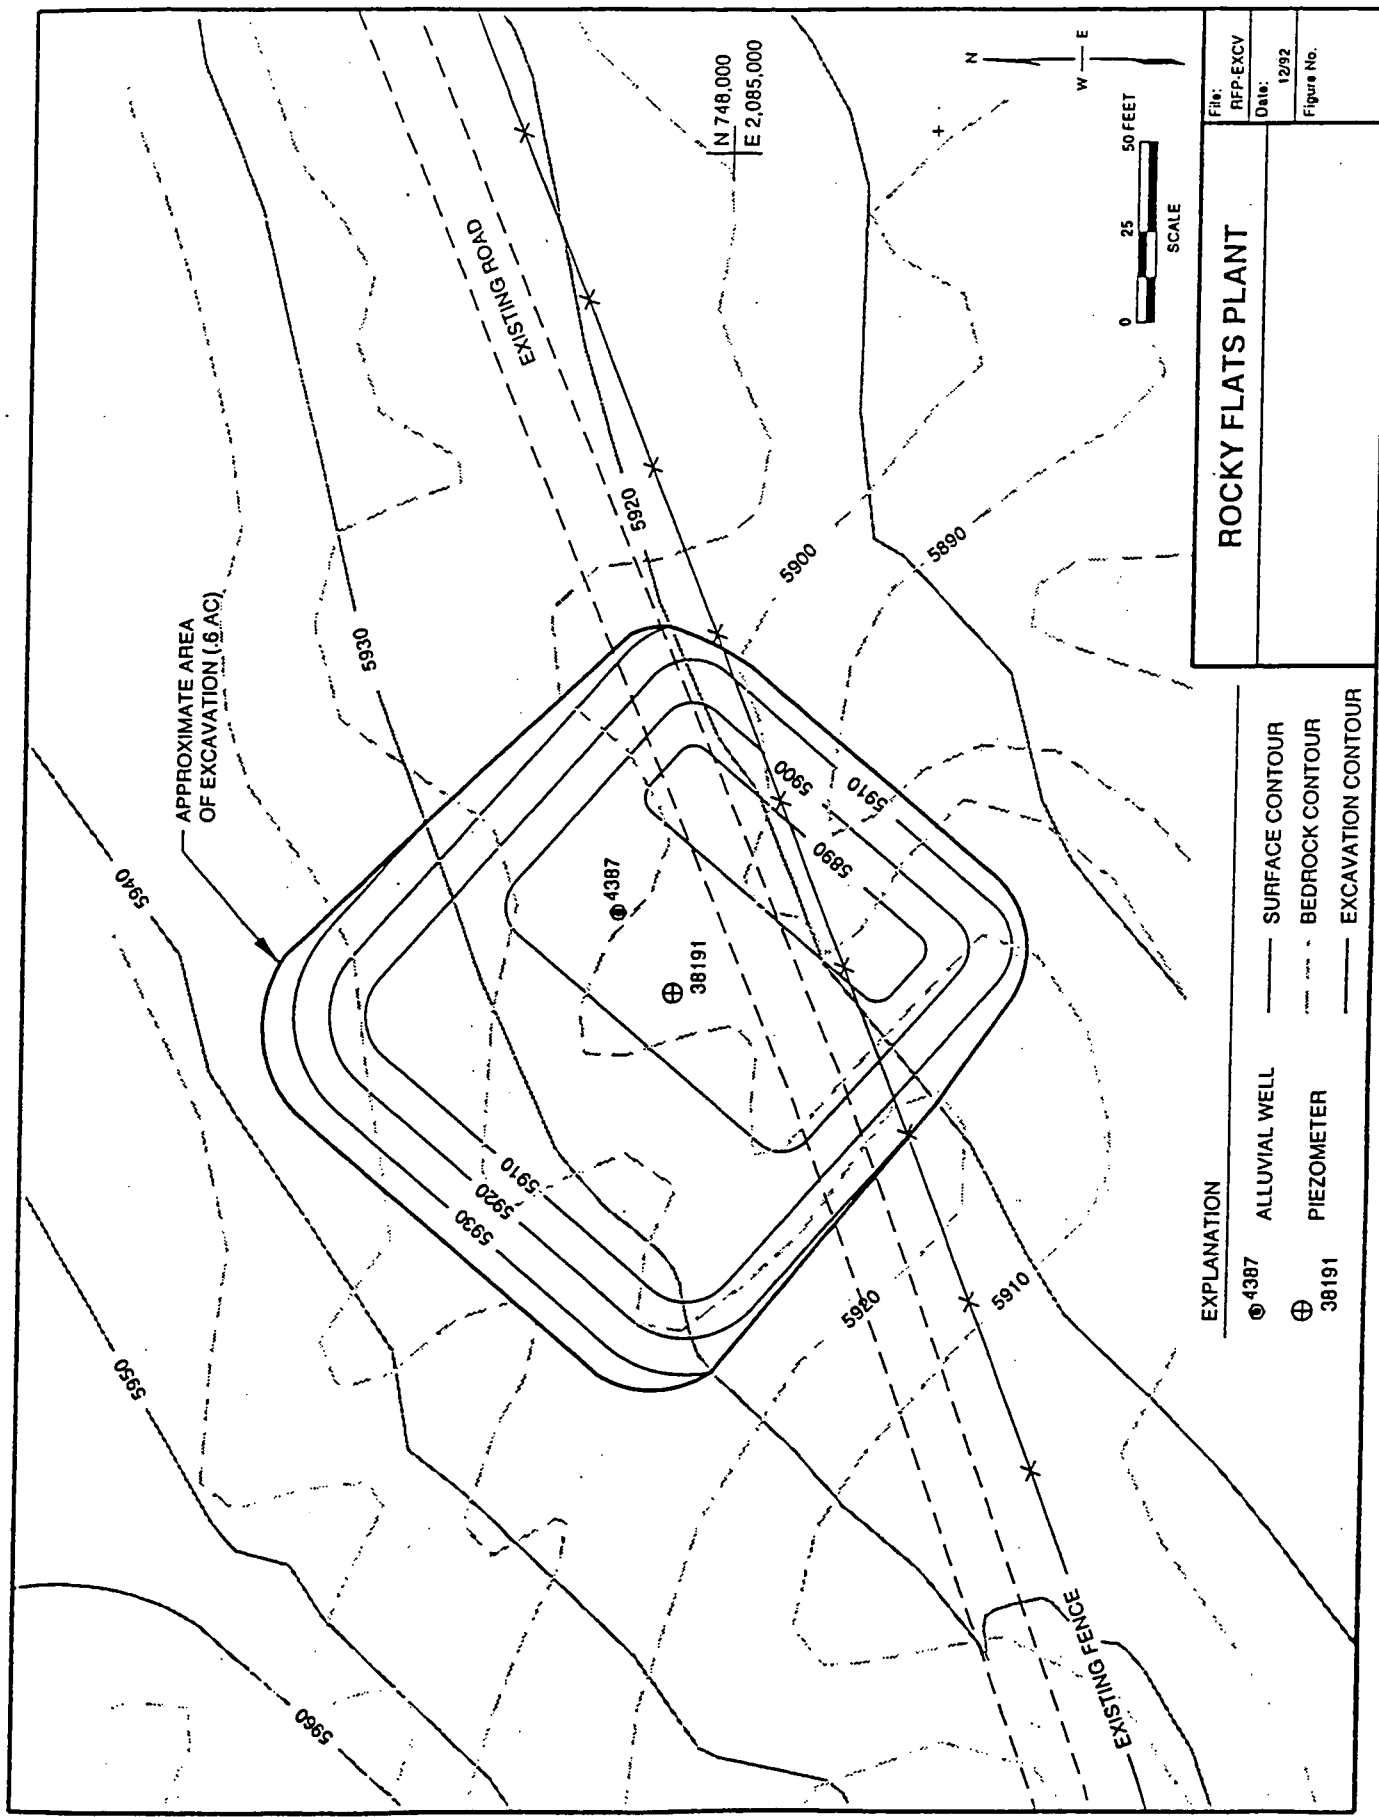 APPROXIMATE AREA
OF EXCAVATION (.6 AC)
5950
5940
5930
5960
EXISTING ROAD
N 748,000
E 2,085,000
5920
5900
5890
4387
38191
5930
5920
5910
5900
5890
5910
5920
5910
EXISTING FENCE
N
W
E
0
25
50 FEET
SCALE
EXPLANATION
4387
ALLUVIAL WELL
38191
PIEZOMETER
SURFACE CONTOUR
BEDROCK CONTOUR
EXCAVATION CONTOUR
ROCKY FLATS PLANT
File:
RFP-EXCV
Date:
12/92
Figure No.